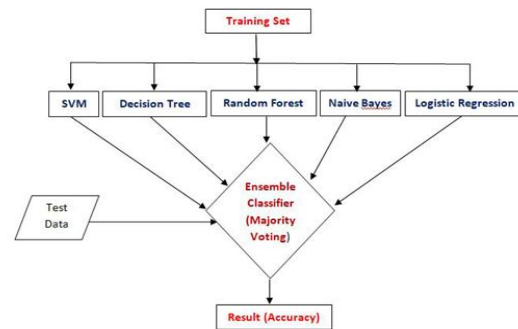 Training Set
SVM
Decision Tree
Random Forest
Naive Bayes
Logistic Regression
Ensemble
Classifier
(Majority
Voting)
Test
Data
Result (Accuracy)